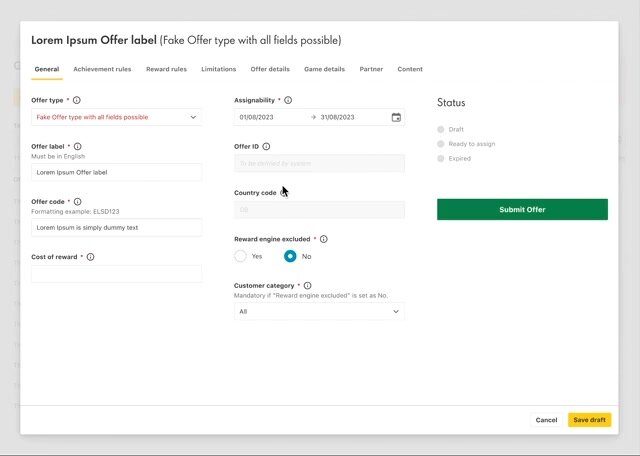 Lorem Ipsum Offer label (Fake Offer type with all fields possible)
General Achievement rules Reward rules Limitations Offer details Game details Partner Content
Offer type *
Fake Offer type with all fields possible
Offer label *
Must be in English
Lorem Ipsum Offer label
Offer code *
Formatting example: ELSD123
Lorem Ipsum is simply dummy text
Cost of reward *
Assignability *
01/08/2023 → 31/08/2023
Offer ID
To be defined by system
Country code
GB
Reward engine excluded *
Yes No
Customer category *
Mandatory if "Reward engine excluded" is set as No.
All
Status
Draft
Ready to assign
Expired
Submit Offer
Cancel Save draft